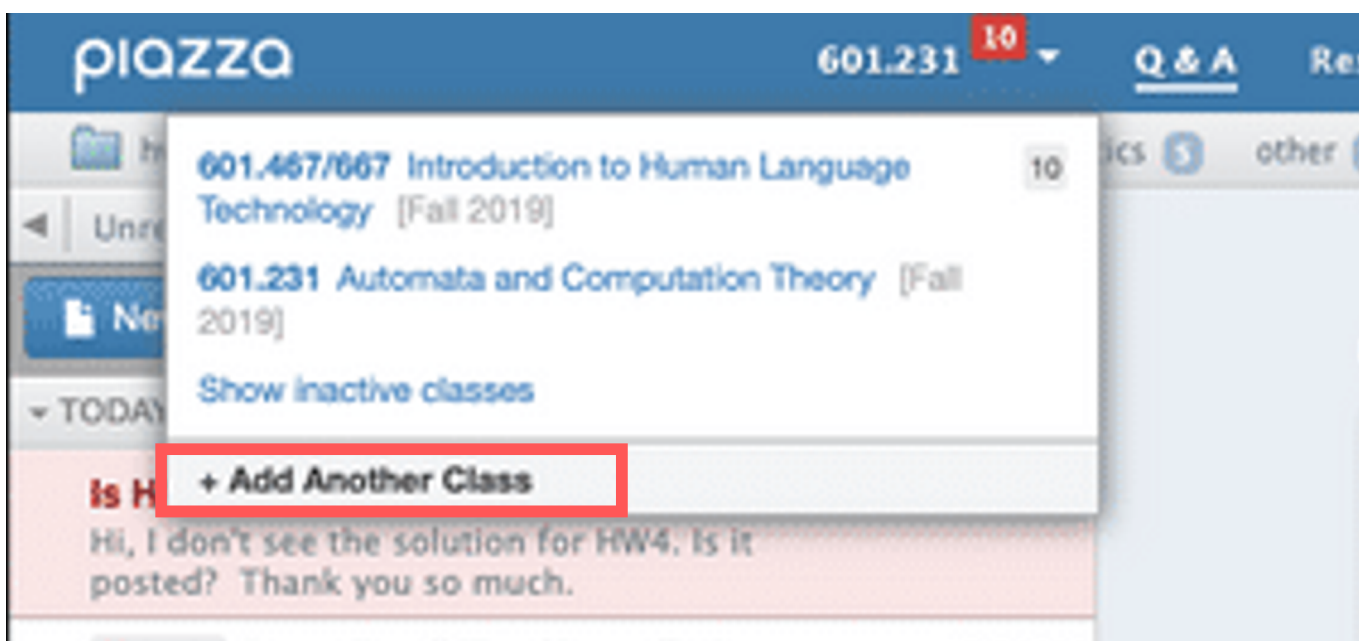 piazza
601.231 10 Q & A
601.467/667 Introduction to Human Language 10
Technology [Fall 2019]
601.231 Automata and Computation Theory [Fall
2019]
Show inactive classes
+ Add Another Class
other
TODAY
Hi, I don't see the solution for HW4. Is it
posted? Thank you so much.